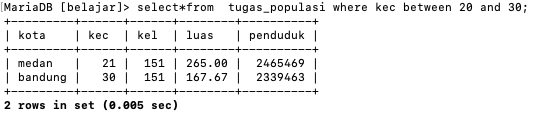 MariaDB [belajar]> select*from  tugas_populasi where kec between 20 and 30;
+---------+------+------+--------+----------+
| kota    | kec  | kel  | luas   | penduduk |
+---------+------+------+--------+----------+
| medan   |   21 |  151 | 265.00 |  2465469 |
| bandung |   30 |  151 | 167.67 |  2339463 |
+---------+------+------+--------+----------+
2 rows in set (0.005 sec)